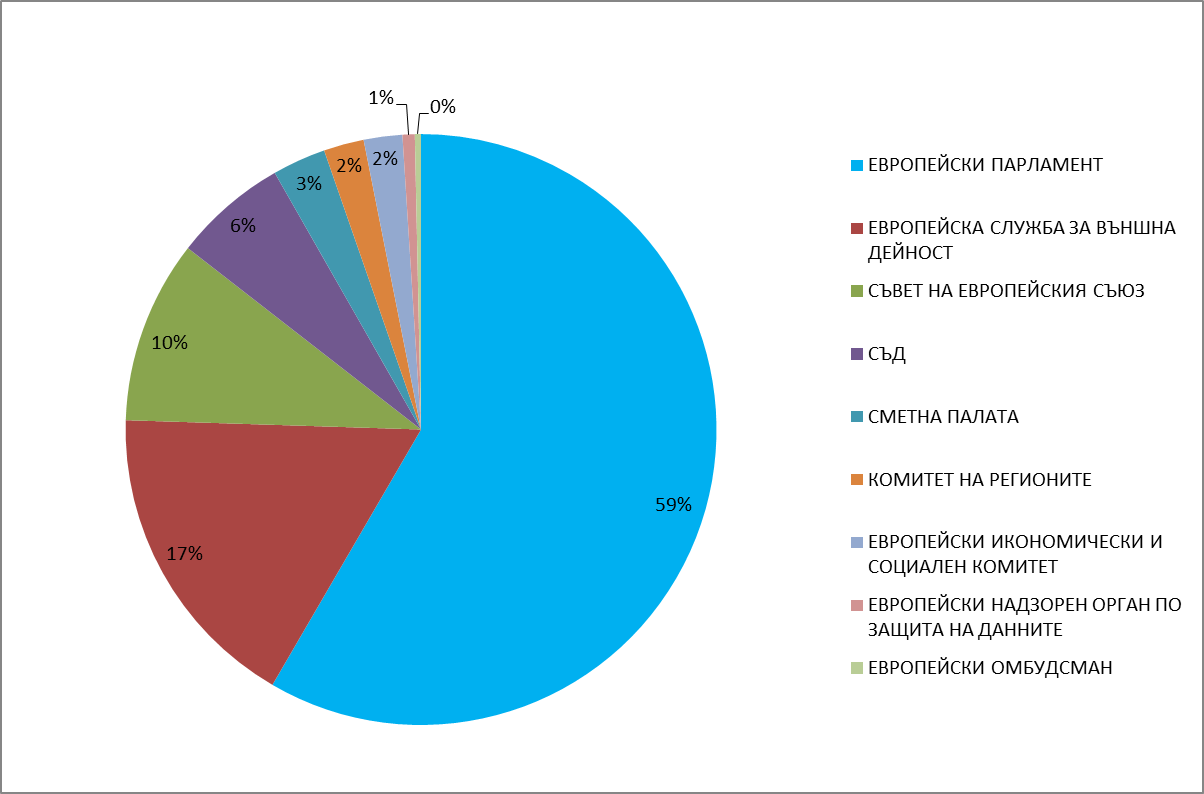 1%
0%
2%
2%
3%
6%
10%
17%
59%
ЕВРОПЕЙСКИ ПАРЛАМЕНТ
ЕВРОПЕЙСКА СЛУЖБА ЗА ВЪНШНА
ДЕЙНОСТ
СЪВЕТ НА ЕВРОПЕЙСКИЯ СЪЮЗ
СЪД
СМЕТНА ПАЛАТА
КОМИТЕТ НА РЕГИОНИТЕ
ЕВРОПЕЙСКИ ИКОНОМИЧЕСКИ И
СОЦИАЛЕН КОМИТЕТ
ЕВРОПЕЙСКИ НАДЗОРЕН ОРГАН ПО
ЗАЩИТА НА ДАННИТЕ
ЕВРОПЕЙСКИ ОМБУДСМАН